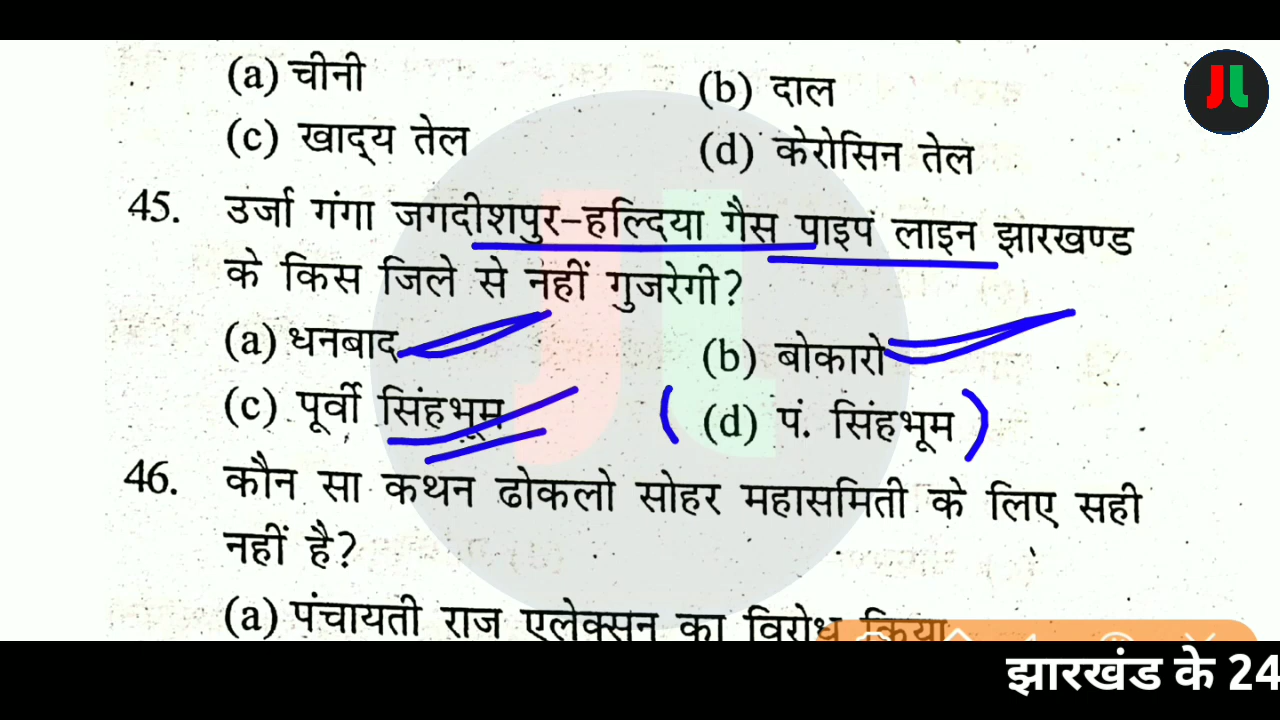 (a) चीनी (b) दाल
(c) खाद्य तेल (d) केरोसिन तेल
45. उर्जा गंगा जगदीशपुर-हल्दिया गैस पाइप लाइन झारखण्ड
के किस जिले से नहीं गुजरेगी?
(a) धनबाद (b) बोकारो
(c) पूर्वी सिंहभूम (d) पं. सिंहभूम
46. कौन सा कथन ढोकलो सोहर महासमिती के लिए सही
नहीं है?
(a) पंचायती राज एलेक्सन का विरोध किया
झारखंड के 24
JL